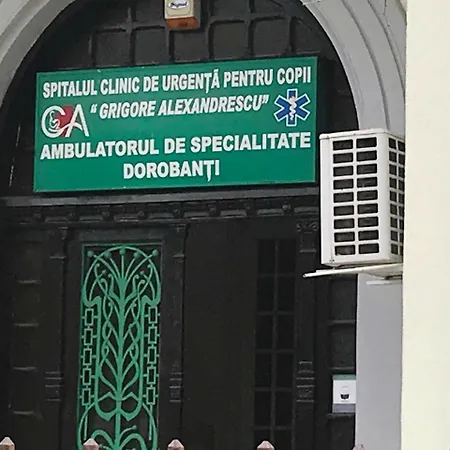 SPITALUL CLINIC DE URGENȚĂ PENTRU COPII
GA "GRIGORE ALEXANDRESCU"
AMBULATORUL DE SPECIALITATE
DOROBANȚI